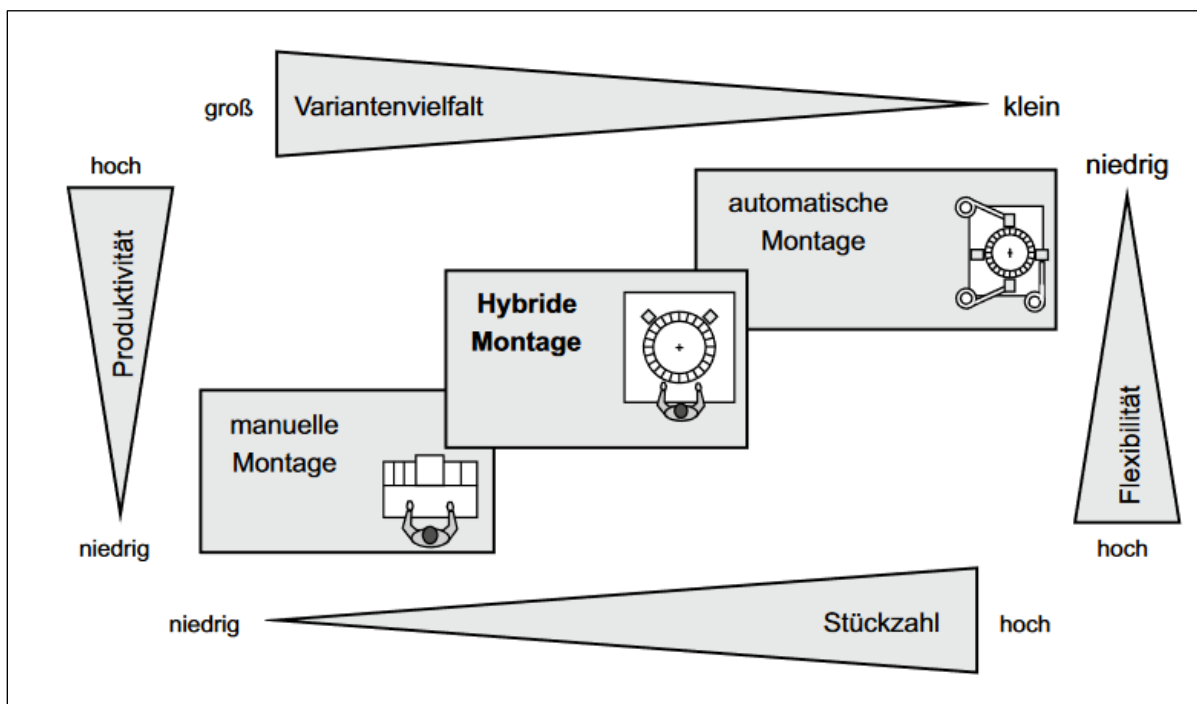 groß
Variantenvielfalt
klein
hoch
niedrig
automatische
Montage
Produktivität
Hybride
Montage
manuelle
Montage
Flexibilität
niedrig
hoch
niedrig
Stückzahl
hoch